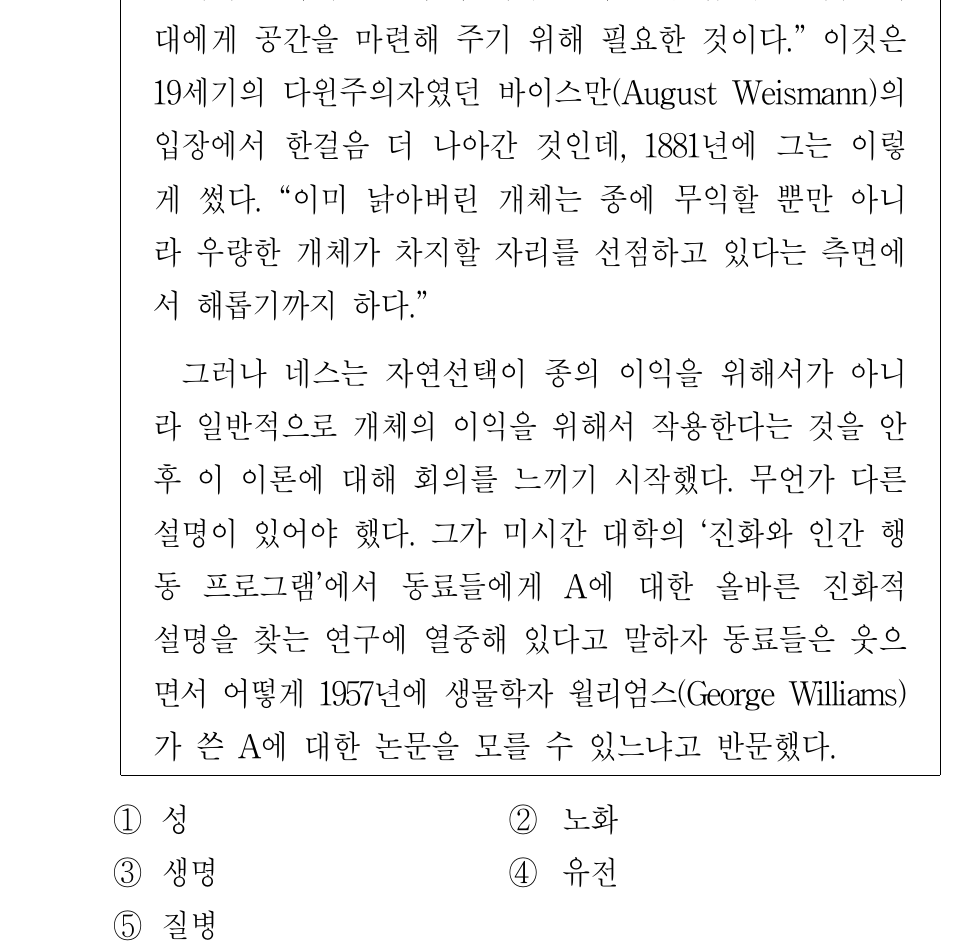 대에게 공간을 마련해 주기 위해 필요한 것이다.” 이것은
19세기의 다윈주의자였던 바이스만(August Weismann)의
입장에서 한걸음 더 나아간 것인데, 1881년에 그는 이렇
게 썼다. “이미 낡아버린 개체는 종에 무익할 뿐만 아니
라 우량한 개체가 차지할 자리를 선점하고 있다는 측면에
서 해롭기까지 하다.”
그러나 네스는 자연선택이 종의 이익을 위해서가 아니
라 일반적으로 개체의 이익을 위해서 작용한다는 것을 안
후 이 이론에 대해 회의를 느끼기 시작했다. 무언가 다른
설명이 있어야 했다. 그가 미시간 대학의 ‘진화와 인간 행
동 프로그램’에서 동료들에게 A에 대한 올바른 진화적
설명을 찾는 연구에 열중해 있다고 말하자 동료들은 웃으
면서 어떻게 1957년에 생물학자 윌리엄스(George Williams)
가 쓴 A에 대한 논문을 모를 수 있느냐고 반문했다.
① 성 ② 노화
③ 생명 ④ 유전
⑤ 질병